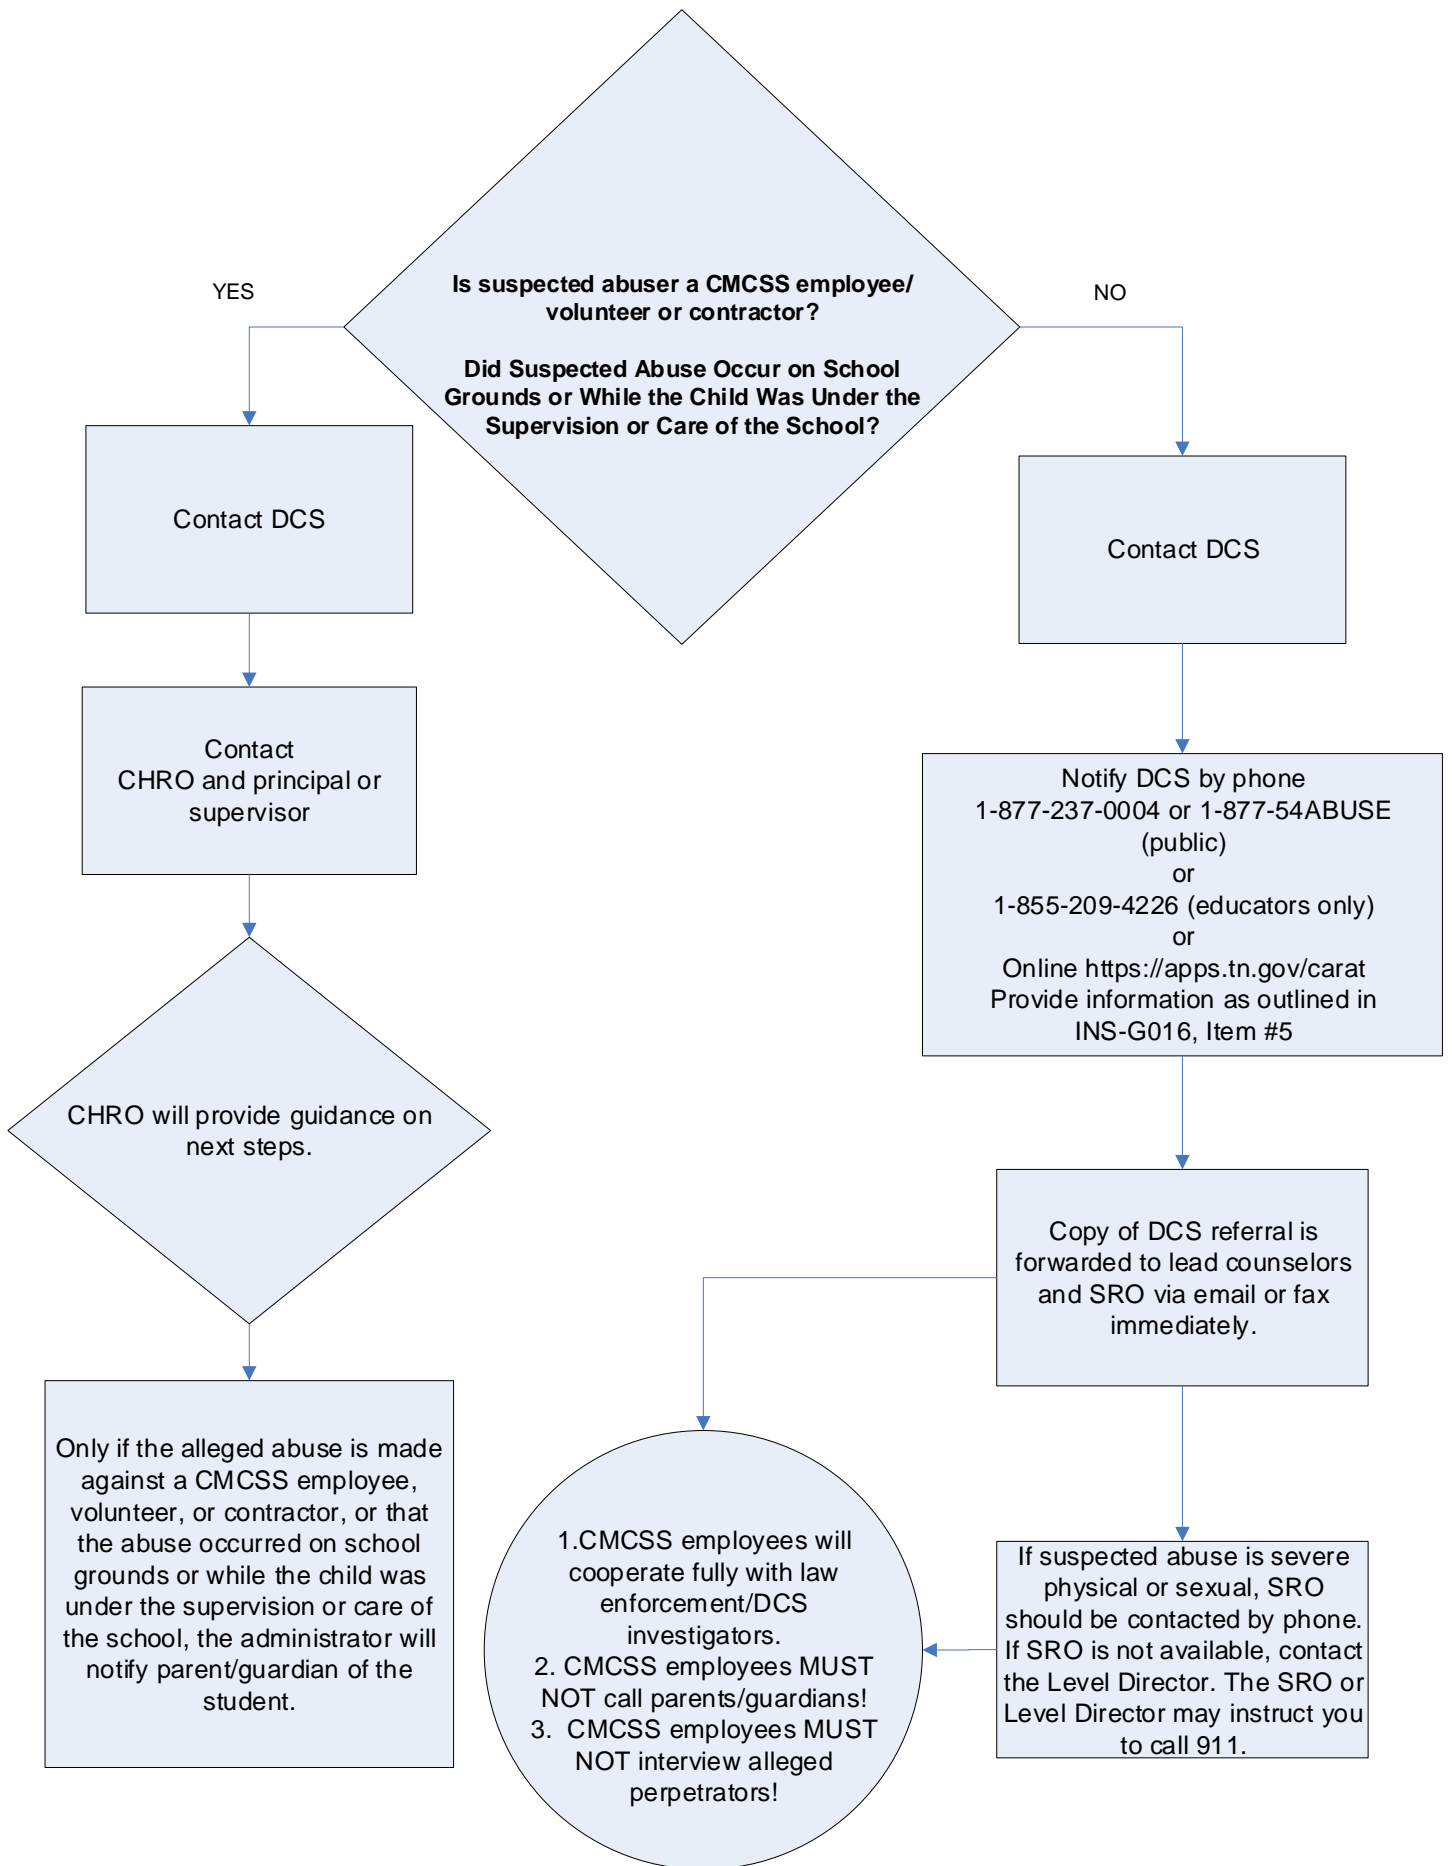 Is suspected abuser a CMCSS employee/
volunteer or contractor?
Did Suspected Abuse Occur on School
Grounds or While the Child Was Under the
Supervision or Care of the School?
YES
NO
Contact DCS
Contact
CHRO and principal or
supervisor
CHRO will provide guidance on
next steps.
Only if the alleged abuse is made
against a CMCSS employee,
volunteer, or contractor, or that
the abuse occurred on school
grounds or while the child was
under the supervision or care of
the school, the administrator will
notify parent/guardian of the
student.
Contact DCS
Notify DCS by phone
1-877-237-0004 or 1-877-54ABUSE
(public)
or
1-855-209-4226 (educators only)
or
Online https://apps.tn.gov/carat
Provide information as outlined in
INS-G016, Item #5
Copy of DCS referral is
forwarded to lead counselors
and SRO via email or fax
immediately.
If suspected abuse is severe
physical or sexual, SRO
should be contacted by phone.
If SRO is not available, contact
the Level Director. The SRO or
Level Director may instruct you
to call 911.
1.CMCSS employees will
cooperate fully with law
enforcement/DCS
investigators.
2. CMCSS employees MUST
NOT call parents/guardians!
3.  CMCSS employees MUST
NOT interview alleged
perpetrators!